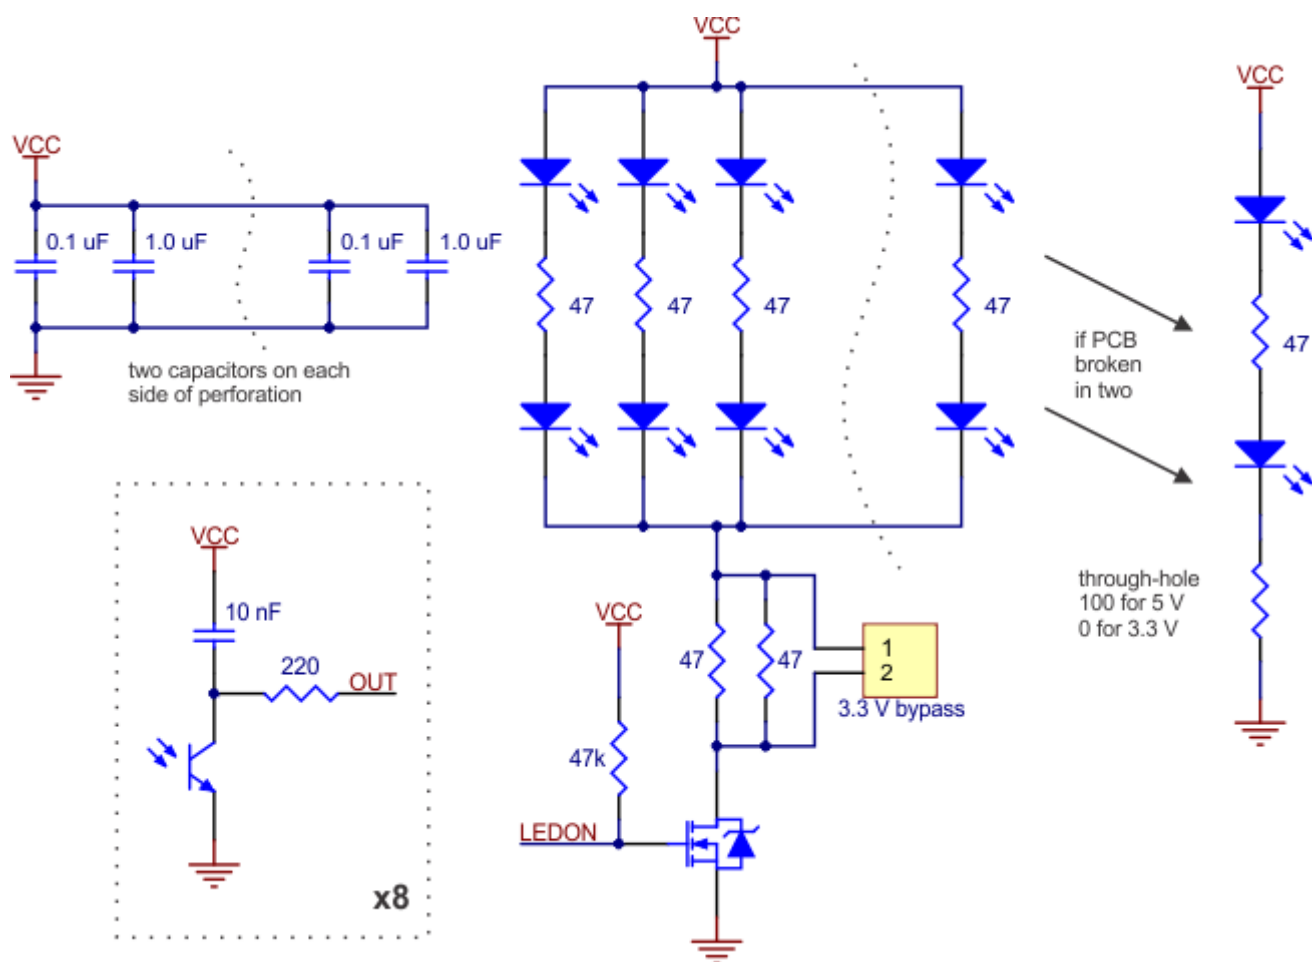 VCC
0.1 uF
1.0 uF
0.1 uF
1.0 uF
two capacitors on each
side of perforation
VCC
47
47
47
47
if PCB
broken
in two
VCC
47
through-hole
100 for 5 V
0 for 3.3 V
VCC
10 nF
220
OUT
x8
VCC
47k
LEDON
47
47
1
2
3.3 V bypass